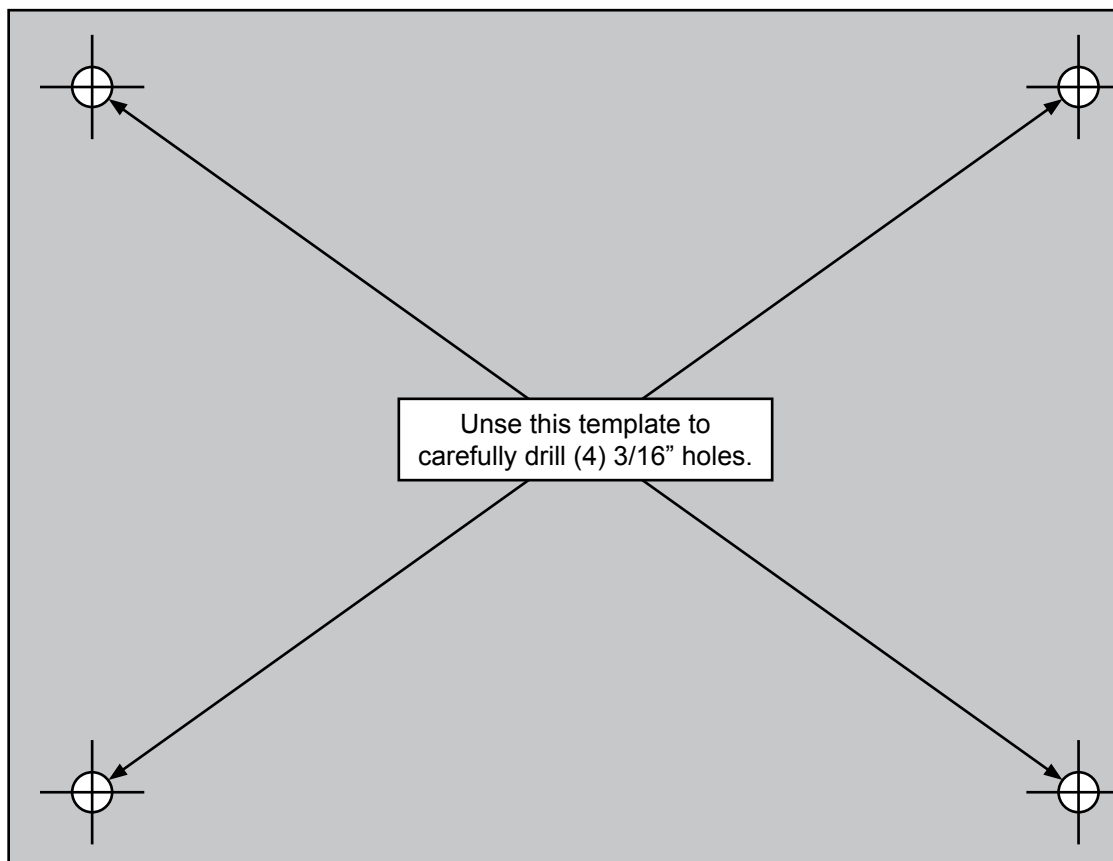 Unse this template to
carefully drill (4) 3/16” holes.